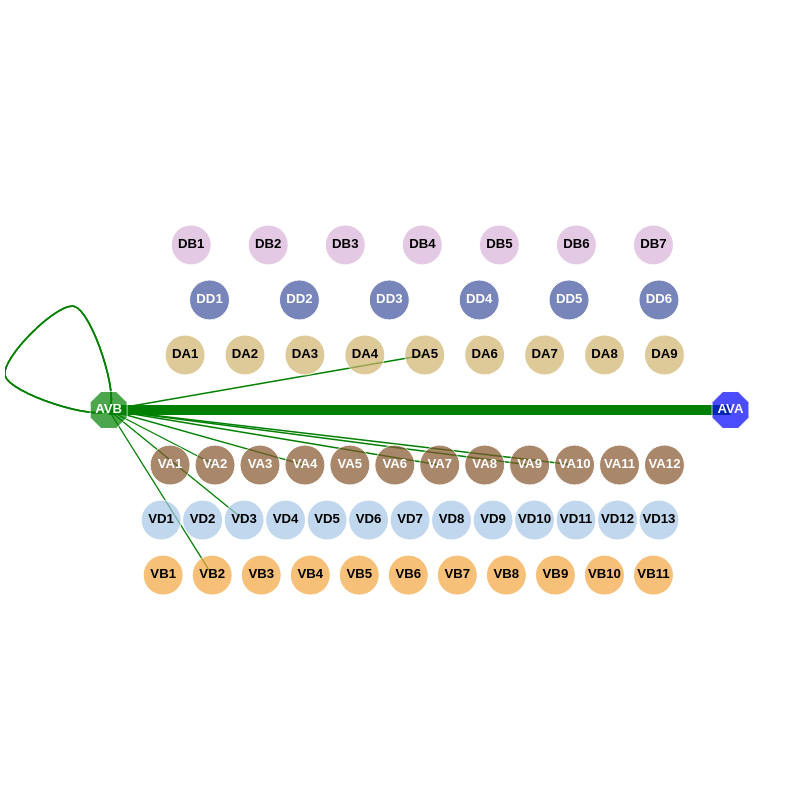 DB1 DB2 DB3 DB4 DB5 DB6 DB7
DD1 DD2 DD3 DD4 DD5 DD6
DA1 DA2 DA3 DA4 DA5 DA6 DA7 DA8 DA9
AVB AVA
VA1 VA2 VA3 VA4 VA5 VA6 VA7 VA8 VA9 VA10 VA11 VA12
VD1 VD2 VD3 VD4 VD5 VD6 VD7 VD8 VD9 VD10 VD11 VD12 VD13
VB1 VB2 VB3 VB4 VB5 VB6 VB7 VB8 VB9 VB10 VB11